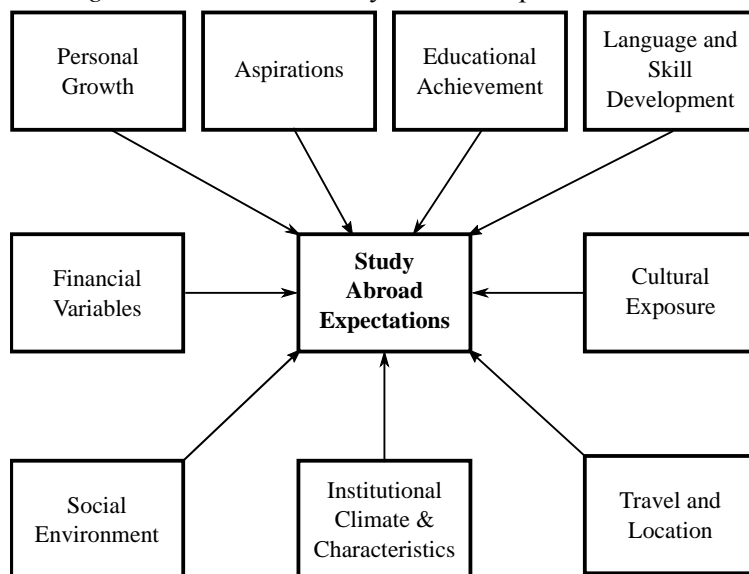 Personal
Growth
Aspirations
Educational
Achievement
Language and
Skill
Development
Financial
Variables
Study
Abroad
Expectations
Cultural
Exposure
Social
Environment
Institutional
Climate &
Characteristics
Travel and
Location